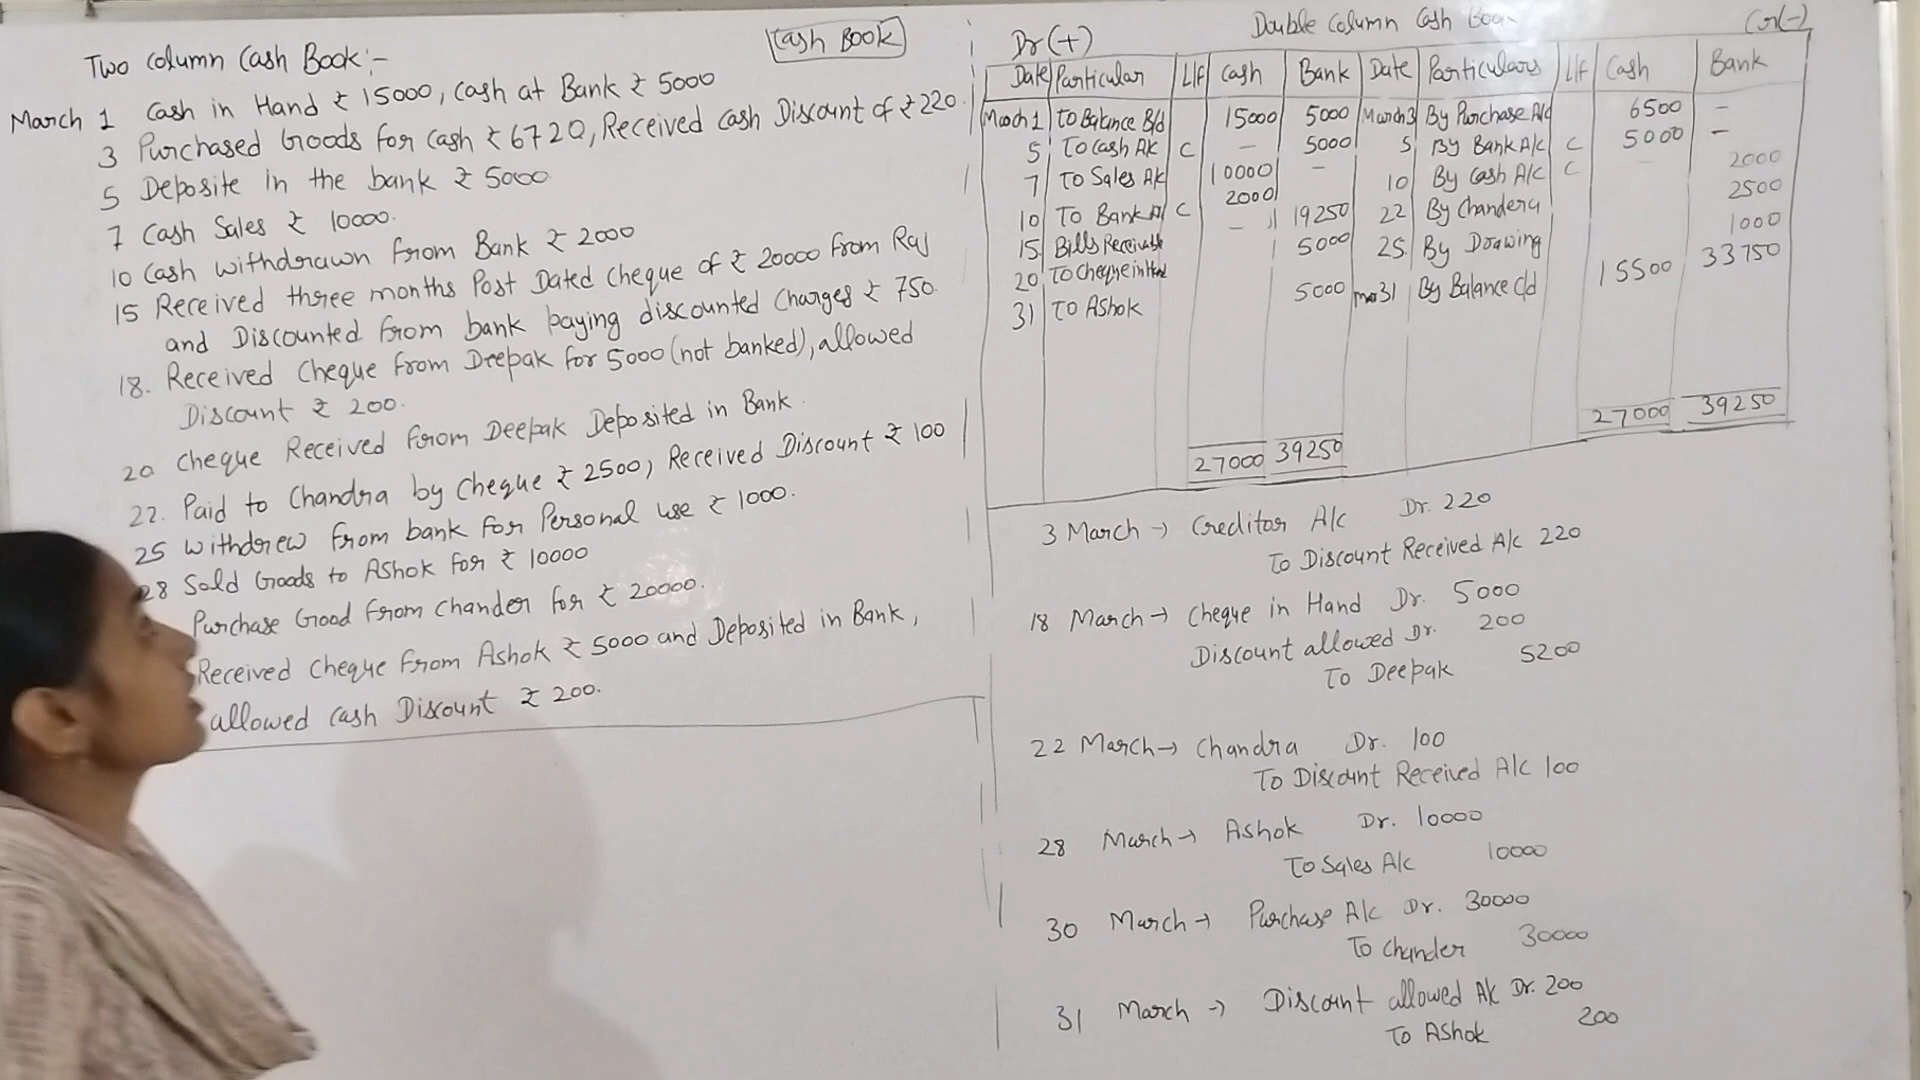 Two column Cash Book :-
Cash Book
March 1 Cash in Hand ₹ 15000, Cash at Bank ₹ 5000
3 Purchased Goods for cash ₹ 6720, Received Cash Discount of ₹ 220.
5 Deposite in the bank ₹ 5000
7 Cash Sales ₹ 10000.
10 Cash withdrawn from Bank ₹ 2000
15 Received three months Post Dated cheque of ₹ 20000 from Raj
and Discounted from bank paying discounted Charges ₹ 750
18. Received Cheque from Deepak for 5000 (not banked), allowed
Discount ₹ 200.
20 Cheque Received from Deepak Deposited in Bank.
22. Paid to Chandra by cheque ₹ 2500, Received Discount ₹ 100
25 withdrew from bank for Personal use ₹ 1000.
28 Sold Goods to Ashok for ₹ 10000
Purchase Good from Chander for ₹ 20000.
Received cheque from Ashok ₹ 5000 and Deposited in Bank,
allowed Cash Discount ₹ 200.
Dr (+) Double Column Cash Cr (-)
Date Particular L/f Cash Bank Date Particulars L/f Cash Bank
March 1 To Balance B/d 15000 5000 March 3 By Purchase A/c 6500 -
5 To Cash A/c C - 5000 5 By Bank A/c C 5000 -
7 To Sales A/c 10000 - 10 By Cash A/c C - 2000
10 To Bank A/c C 2000 - 22 By Chandera 2500
15 Bills Receivable 19250 25 By Drawing 1000
20 To Cheque in Hand 5000 mar 31 By Balance c/d 15500 33750
31 To Ashok 5000
27000 39250 27000 39250
3 March → Creditor A/c Dr. 220
To Discount Received A/c 220
18 March → Cheque in Hand Dr. 5000
Discount allowed Dr. 200
To Deepak 5200
22 March → Chandra Dr. 100
To Discount Received A/c 100
28 March → Ashok Dr. 10000
To Sales A/c 10000
30 March → Purchase A/c Dr. 30000
To Chander 30000
31 March → Discount allowed A/c Dr. 200
To Ashok 200